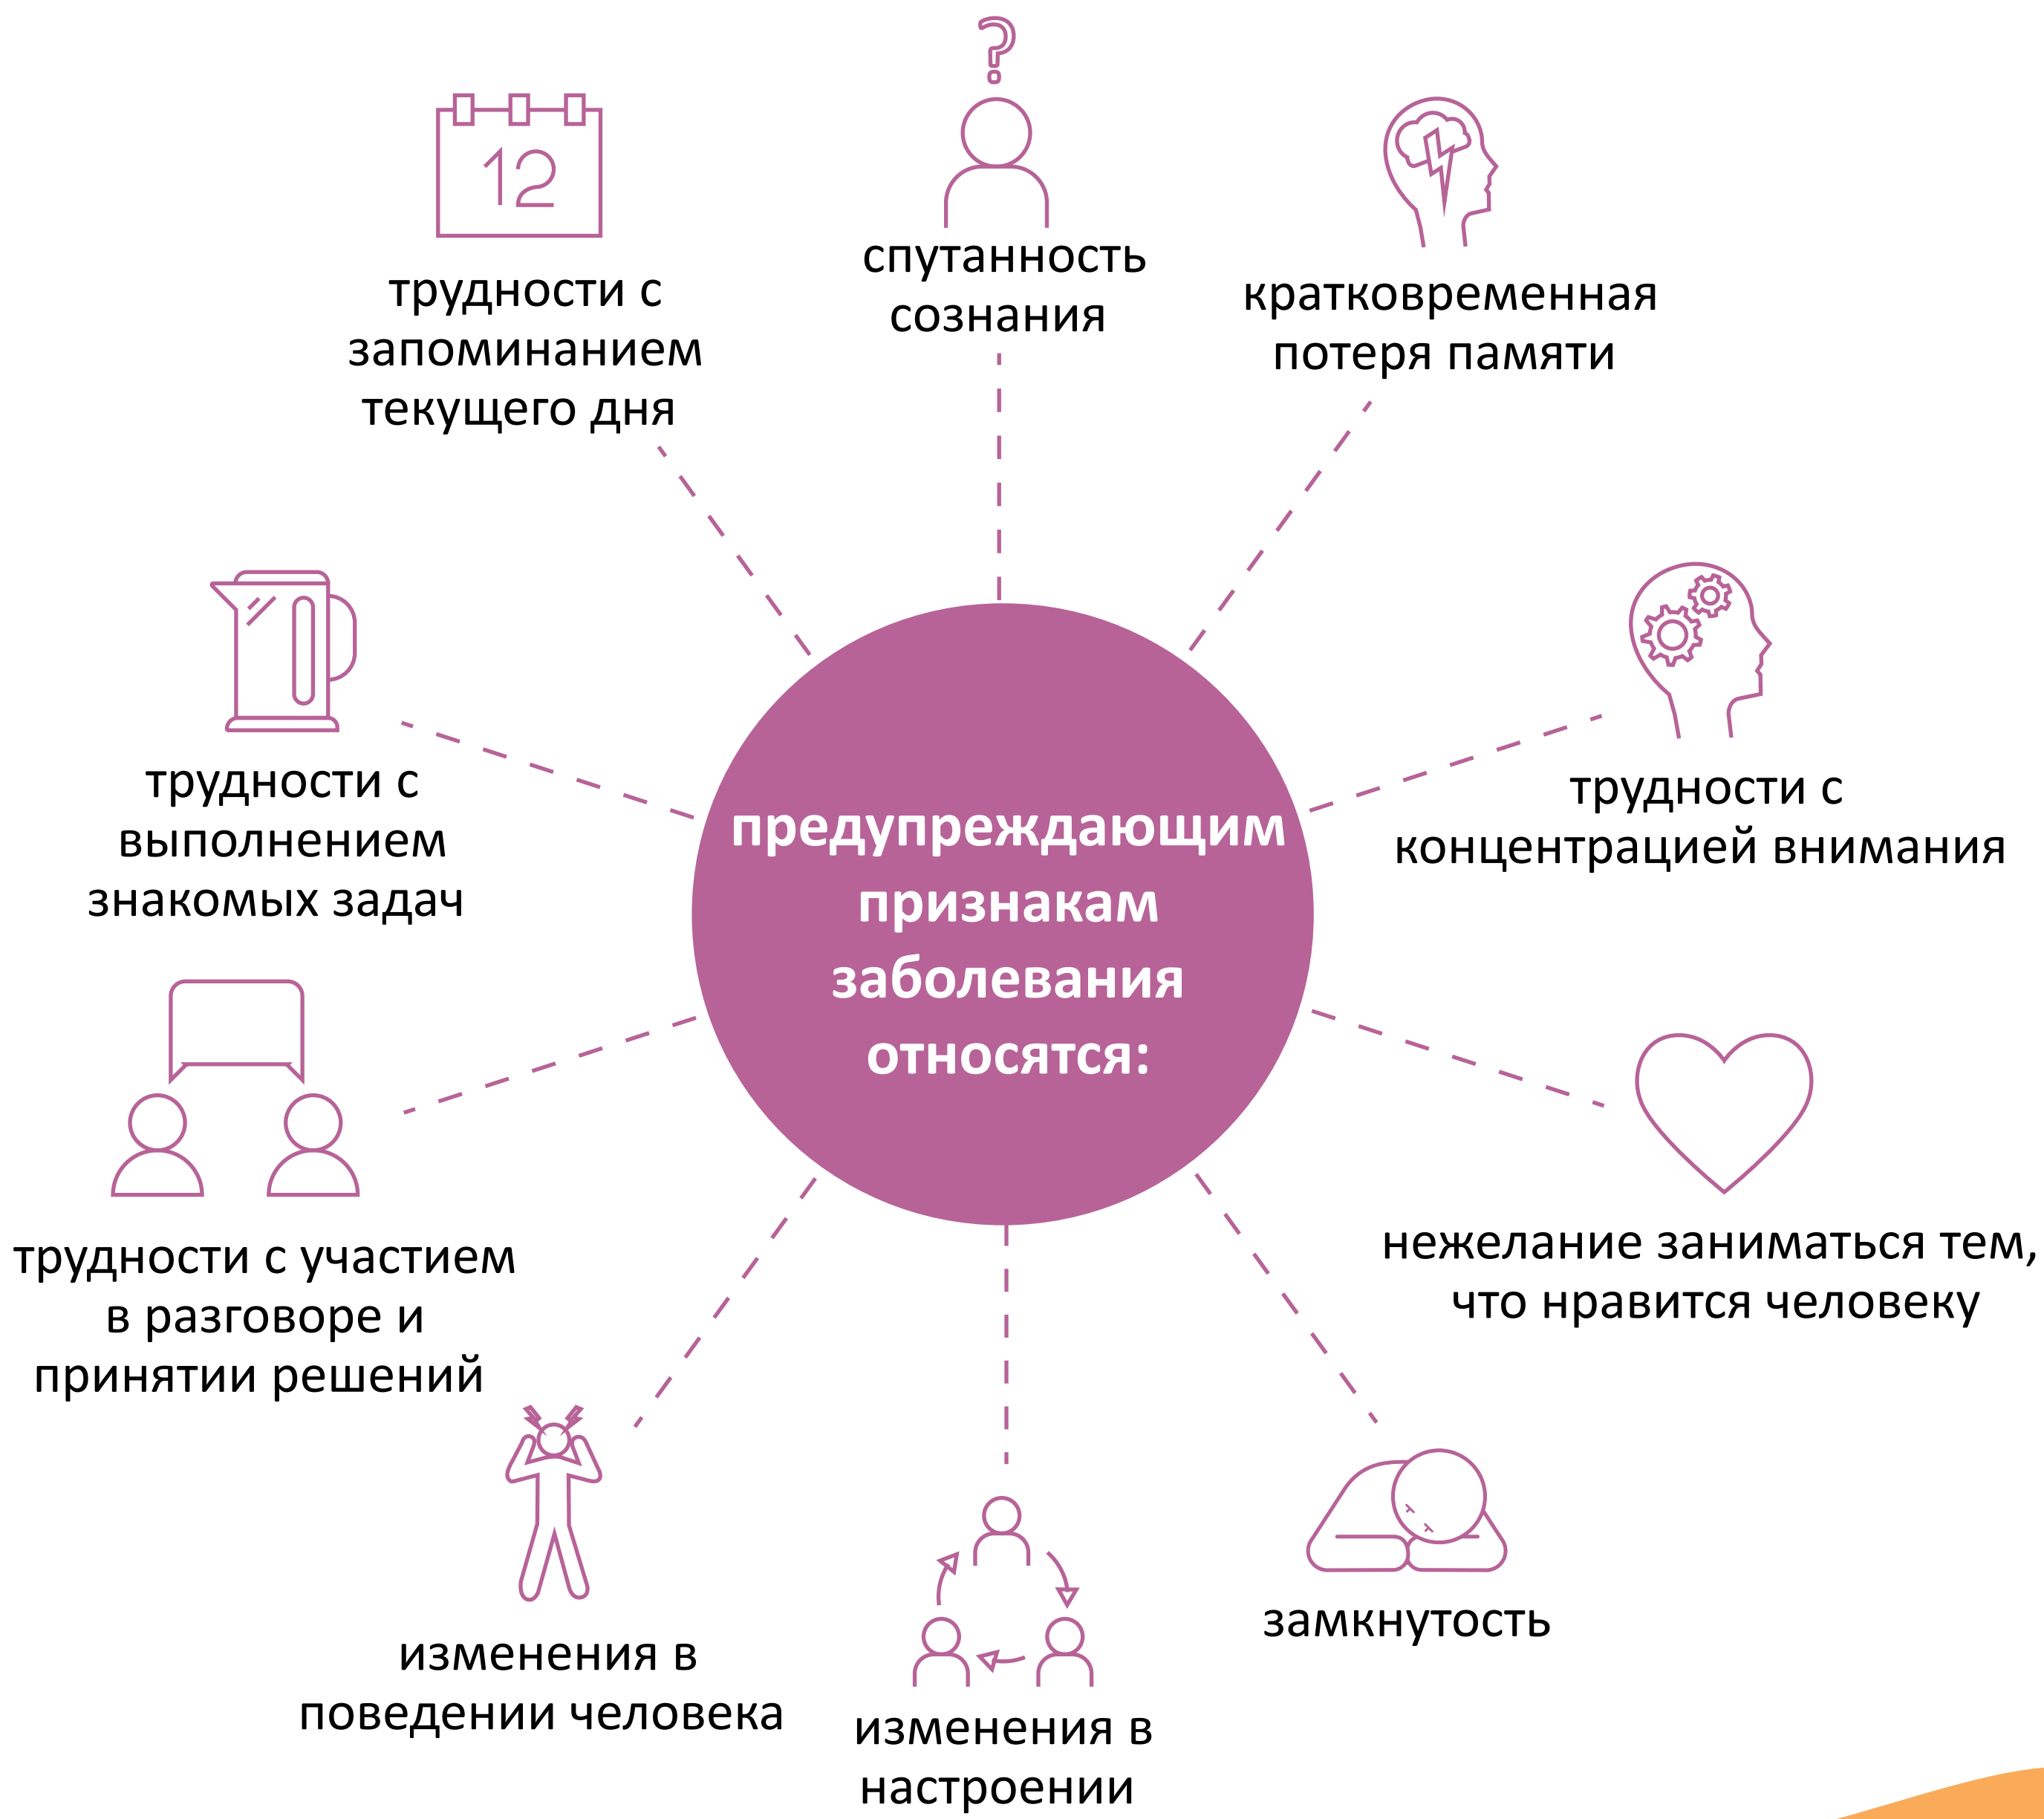 12
?
спутанность
сознания
кратковременная
потеря памяти
трудности с
запоминанием
текущего дня
трудности с
концентрацией внимания
трудности с
выполнением
знакомых задач
предпреждающим
признакам
заболевания
относятся:
нежелание заниматься тем,
что нравится человеку
трудности с участием
в разговоре и
принятии решений
замкнутость
изменения в
поведении человека
изменения в
настроении